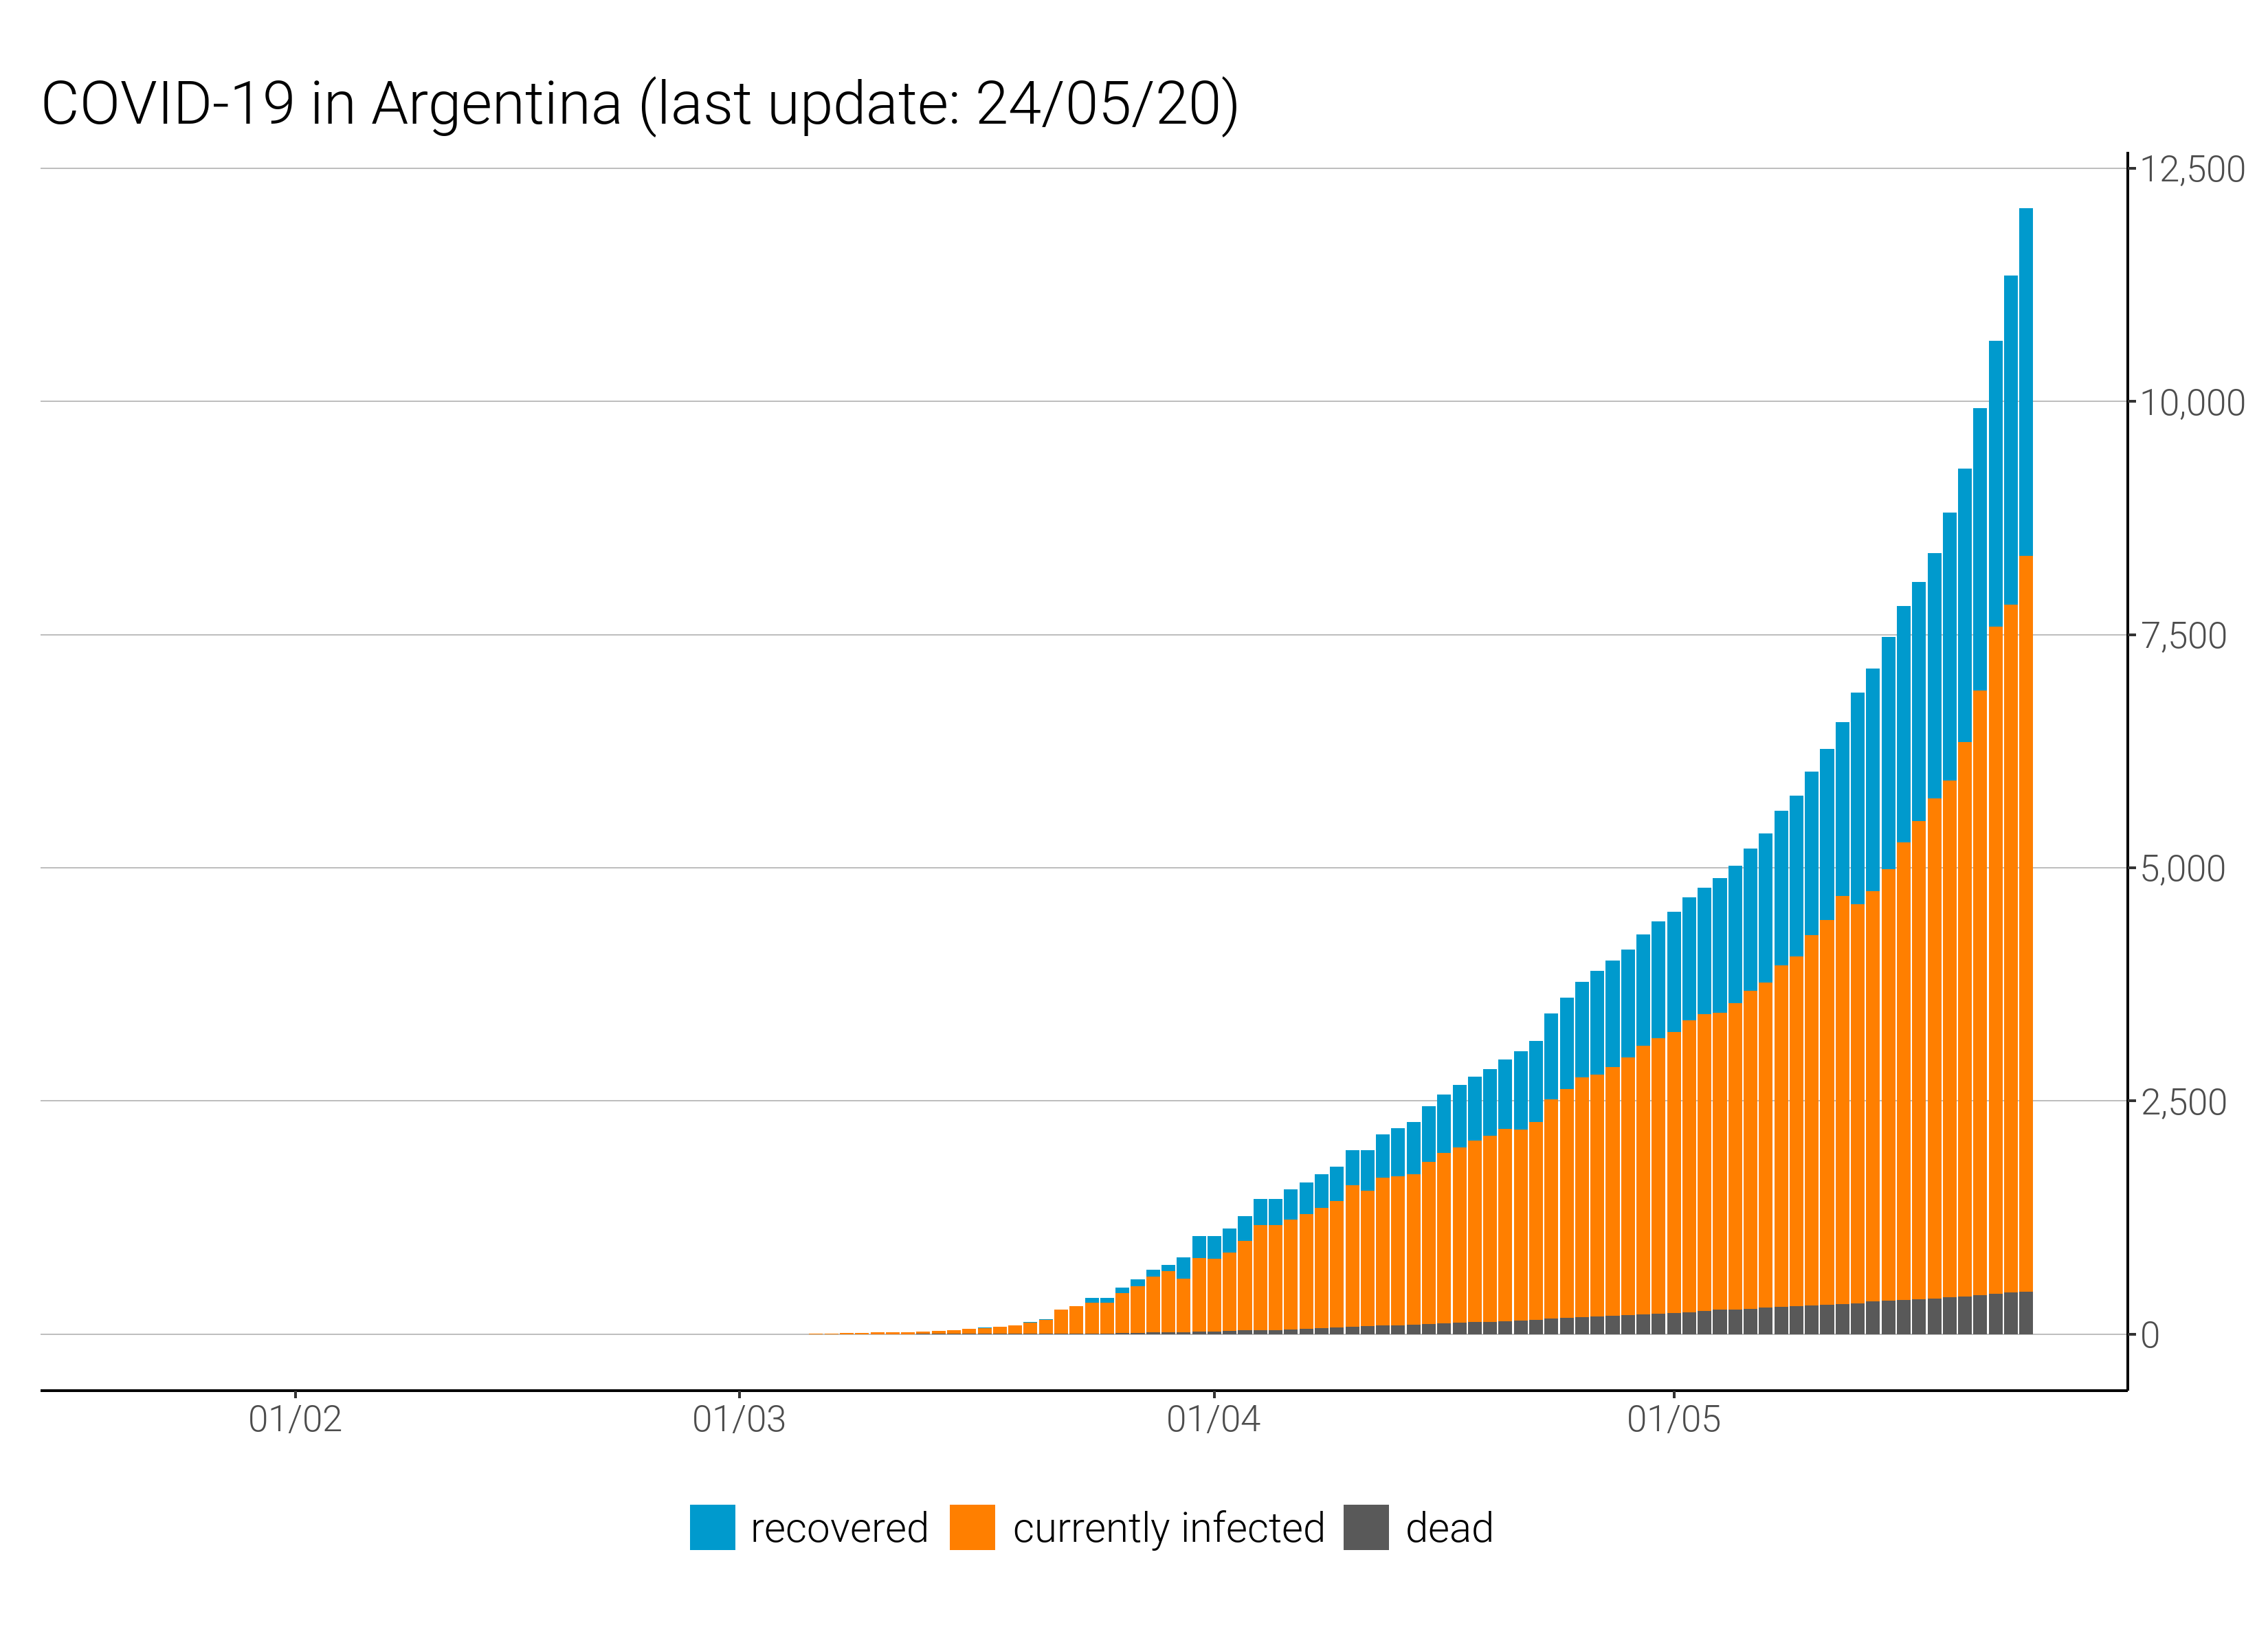 COVID-19 in Argentina (last update: 24/05/20)
12,500
10,000
7,500
5,000
2,500
0
01/02 01/03 01/04 01/05
recovered currently infected dead